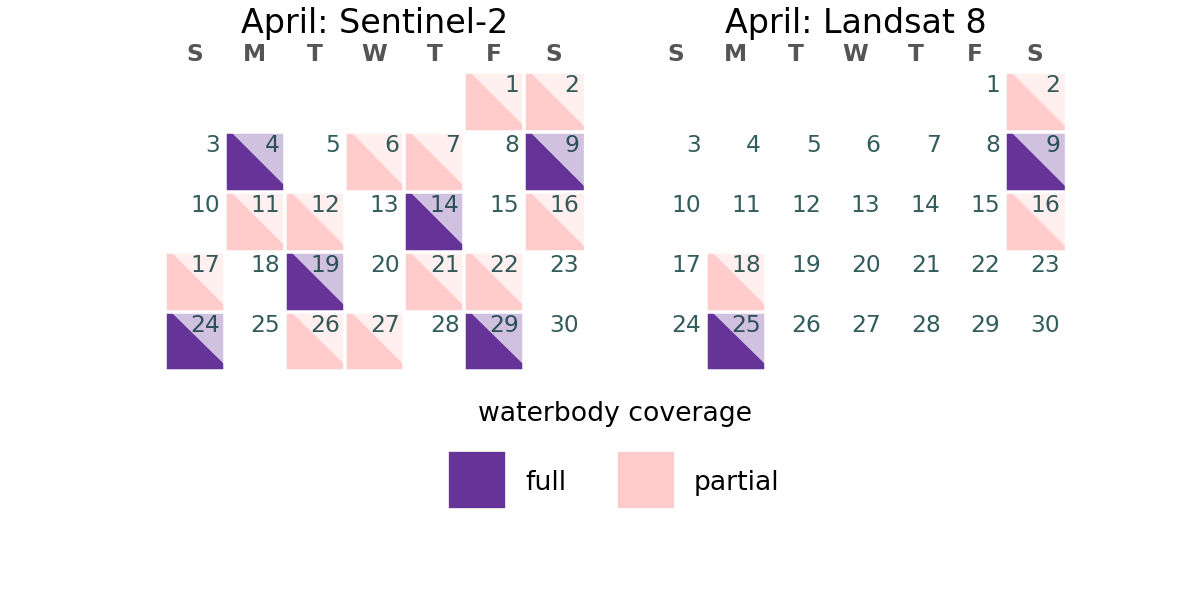 April: Sentinel-2
S M T W T F S
1 2
3 4 5 6 7 8 9
10 11 12 13 14 15 16
17 18 19 20 21 22 23
24 25 26 27 28 29 30
April: Landsat 8
S M T W T F S
1 2
3 4 5 6 7 8 9
10 11 12 13 14 15 16
17 18 19 20 21 22 23
24 25 26 27 28 29 30
waterbody coverage
full
partial